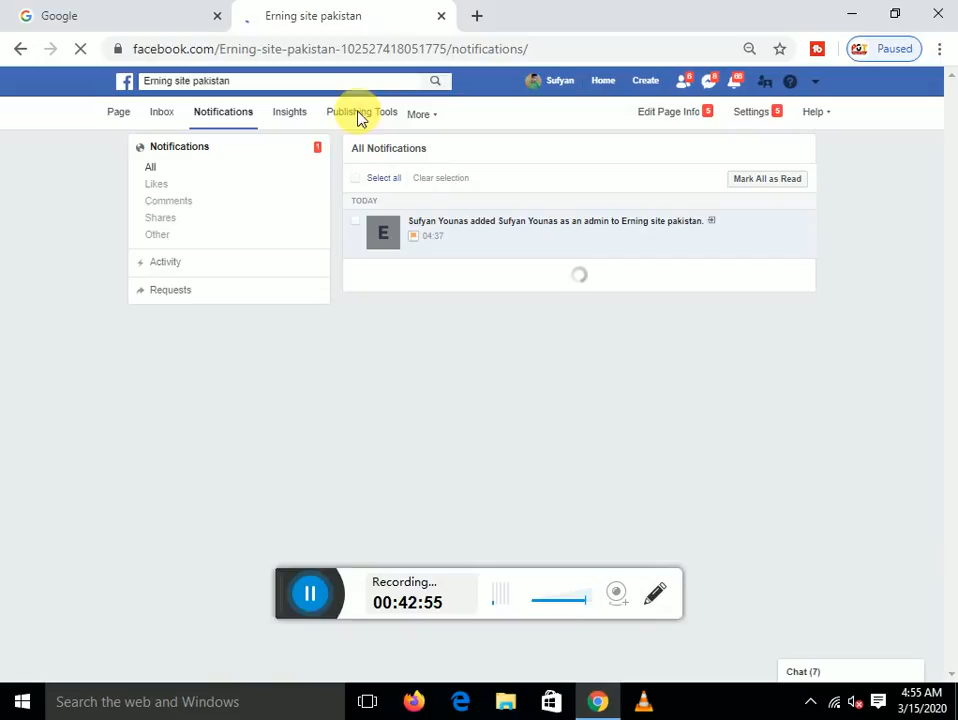 Google
Erning site pakistan
facebook.com/Erning-site-pakistan-102527418051775/notifications/
Paused
Erning site pakistan
Sufyan
Home
Create
6
8
66
Page
Inbox
Notifications
Insights
Publishing Tools
More
Edit Page Info 5
Settings 5
Help
Notifications 1
All
Likes
Comments
Shares
Other
Activity
Requests
All Notifications
Select all
Clear selection
Mark All as Read
TODAY
E
Sufyan Younas added Sufyan Younas as an admin to Erning site pakistan.
04:37
Recording...
00:42:55
Chat (7)
Search the web and Windows
4:55 AM
3/15/2020